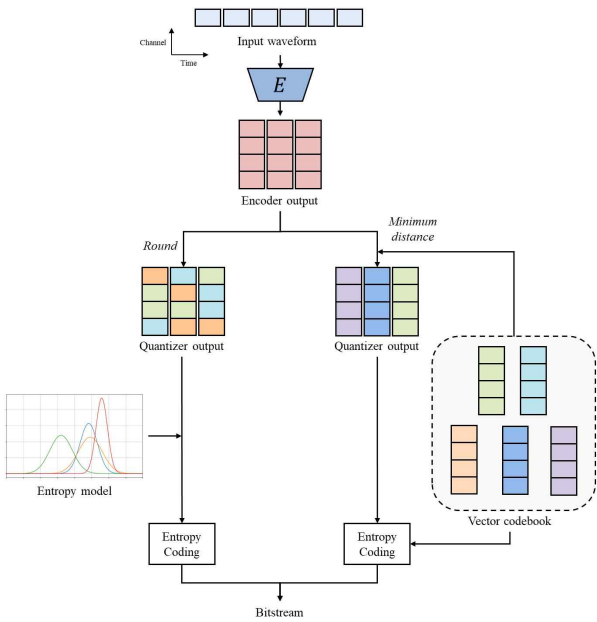 Channel
Time
Input waveform
E
Encoder output
Round
Minimum
distance
Quantizer output
Quantizer output
Entropy model
Vector codebook
Entropy
Coding
Entropy
Coding
Bitstream